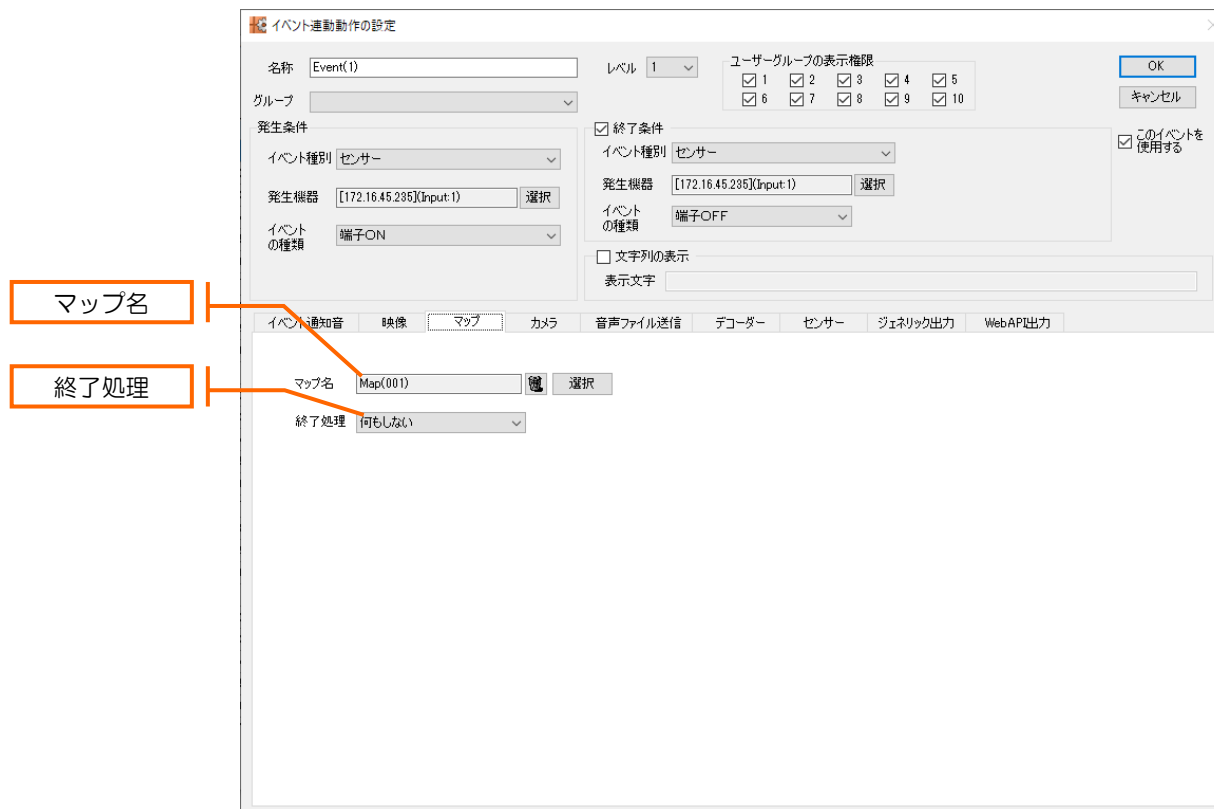 イベント連動動作の設定
名称 Event(1)
レベル 1
ユーザーグループの表示権限
1 2 3 4 5
6 7 8 9 10
OK
キャンセル
グループ
発生条件
イベント種別 センサー
発生機器 [172.16.45.235](Input:1) 選択
イベントの種類 端子ON
終了条件
イベント種別 センサー
発生機器 [172.16.45.235](Input:1) 選択
イベントの種類 端子OFF
このイベントを
使用する
文字列の表示
表示文字
マップ名
イベント通知音 映像 マップ カメラ 音声ファイル送信 デコーダー センサー ジェネリック出力 WebAPI出力
終了処理
マップ名 Map(001) 選択
終了処理 何もしない